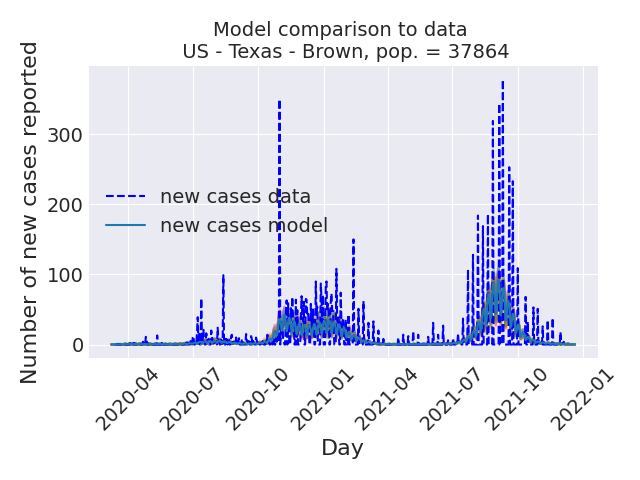 Model comparison to data
US - Texas - Brown, pop. = 37864
Number of new cases reported
300
200
100
0
new cases data
new cases model
2020-04
2020-07
2020-10
2021-01
2021-04
2021-07
2021-10
2022-01
Day